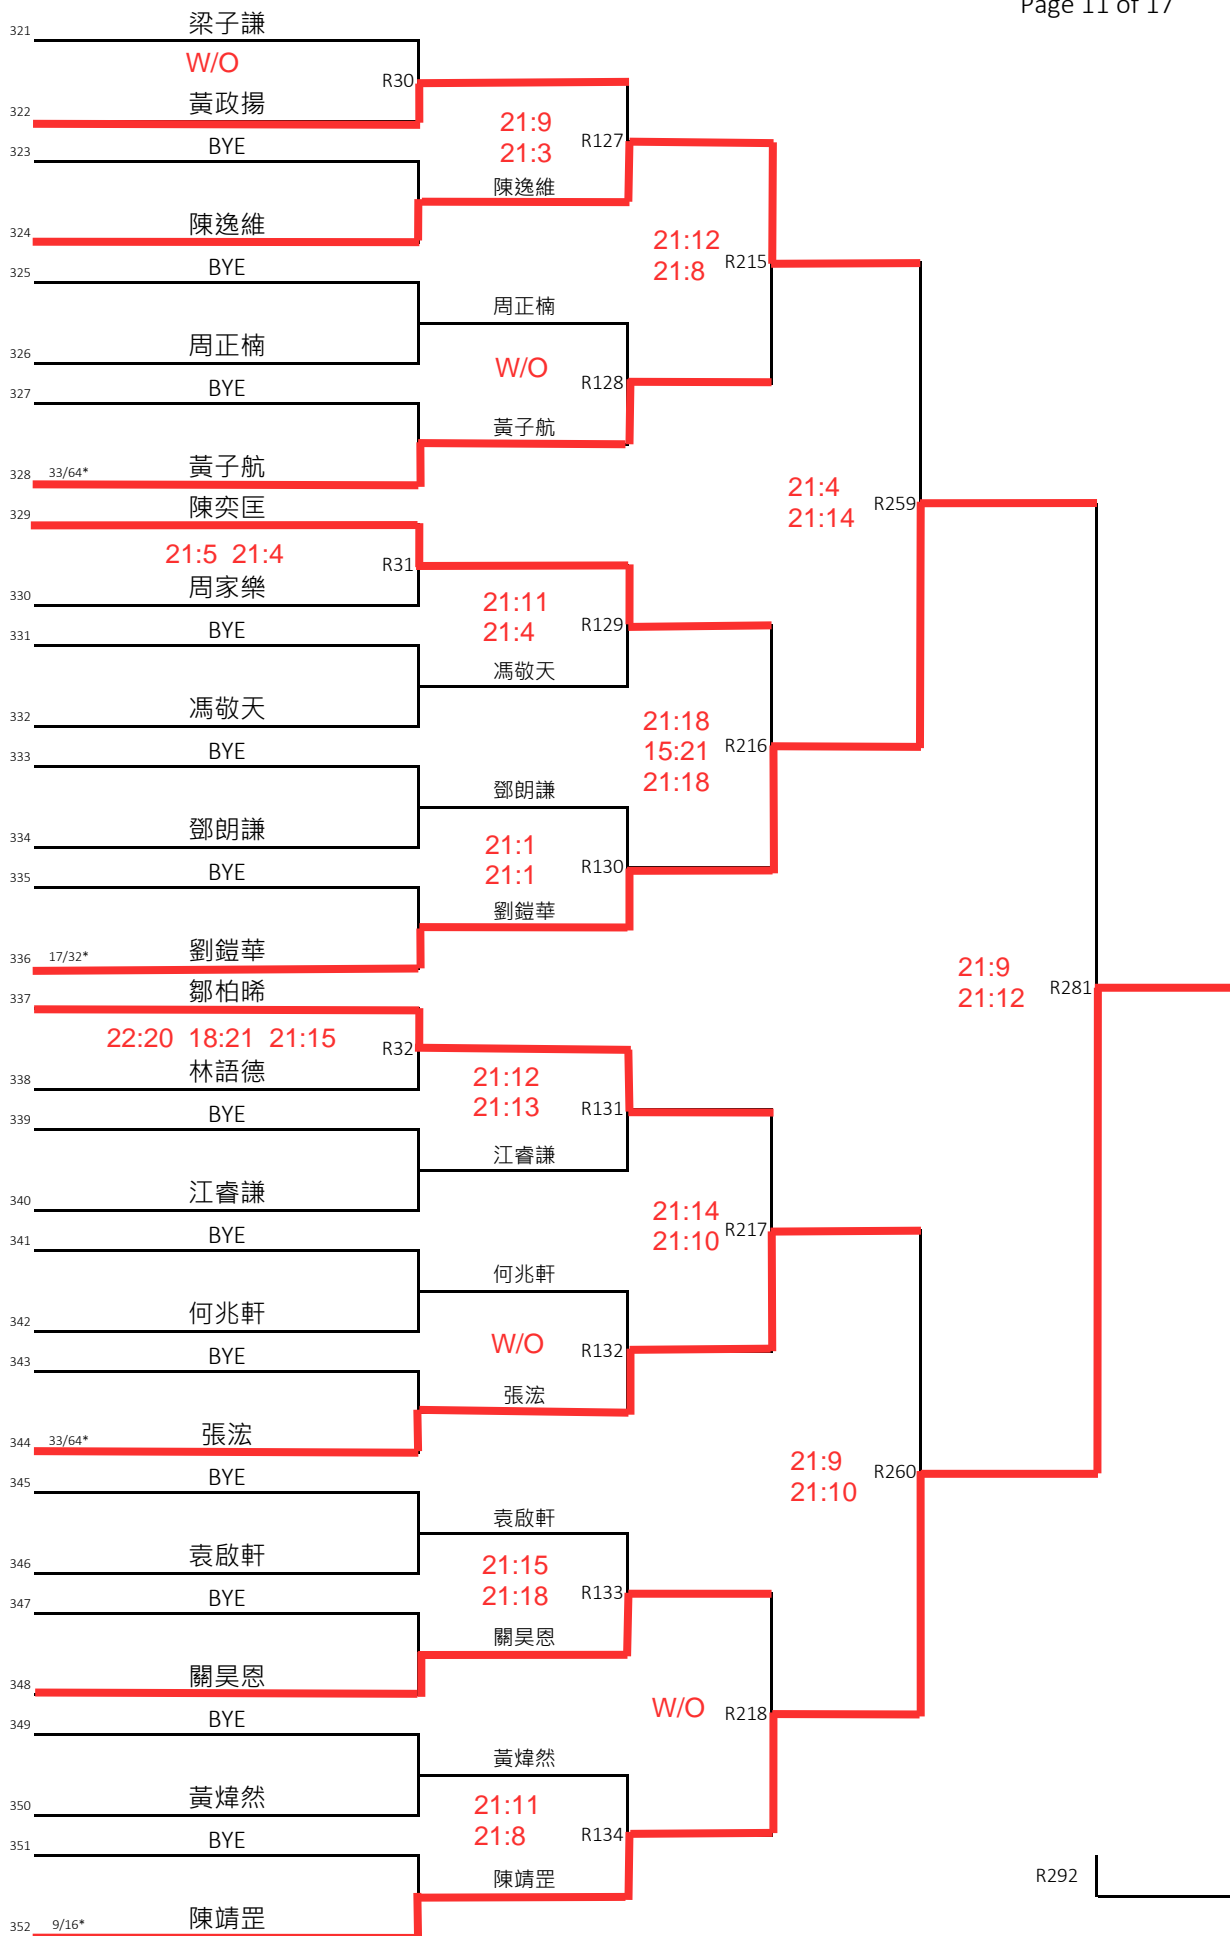 Page 11 of 17
321 梁子謙
W/O R30
322 黃政揚
21:9
21:3 R127
323 BYE
陳逸維
324 陳逸維
21:12
21:8 R215
325 BYE
周正楠
326 周正楠
W/O R128
327 BYE
黃子航
328 33/64* 黃子航
21:4
21:14 R259
329 陳奕匡
21:5 21:4 R31
330 周家樂
21:11
21:4 R129
331 BYE
馮敬天
332 馮敬天
21:18
15:21 R216
21:18
333 BYE
鄧朗謙
334 鄧朗謙
21:1
21:1 R130
335 BYE
劉鎧華
336 17/32* 劉鎧華
21:9
21:12 R281
337 鄒柏晞
22:20 18:21 21:15 R32
338 林語德
21:12
21:13 R131
339 BYE
江睿謙
340 江睿謙
21:14
21:10 R217
341 BYE
何兆軒
342 何兆軒
W/O R132
343 BYE
張浤
344 33/64* 張浤
21:9
21:10 R260
345 BYE
袁啟軒
346 袁啟軒
21:15
21:18 R133
347 BYE
關昊恩
348 關昊恩
W/O R218
349 BYE
黃煒然
350 黃煒然
21:11
21:8 R134
351 BYE
陳靖罡
R292
352 9/16* 陳靖罡